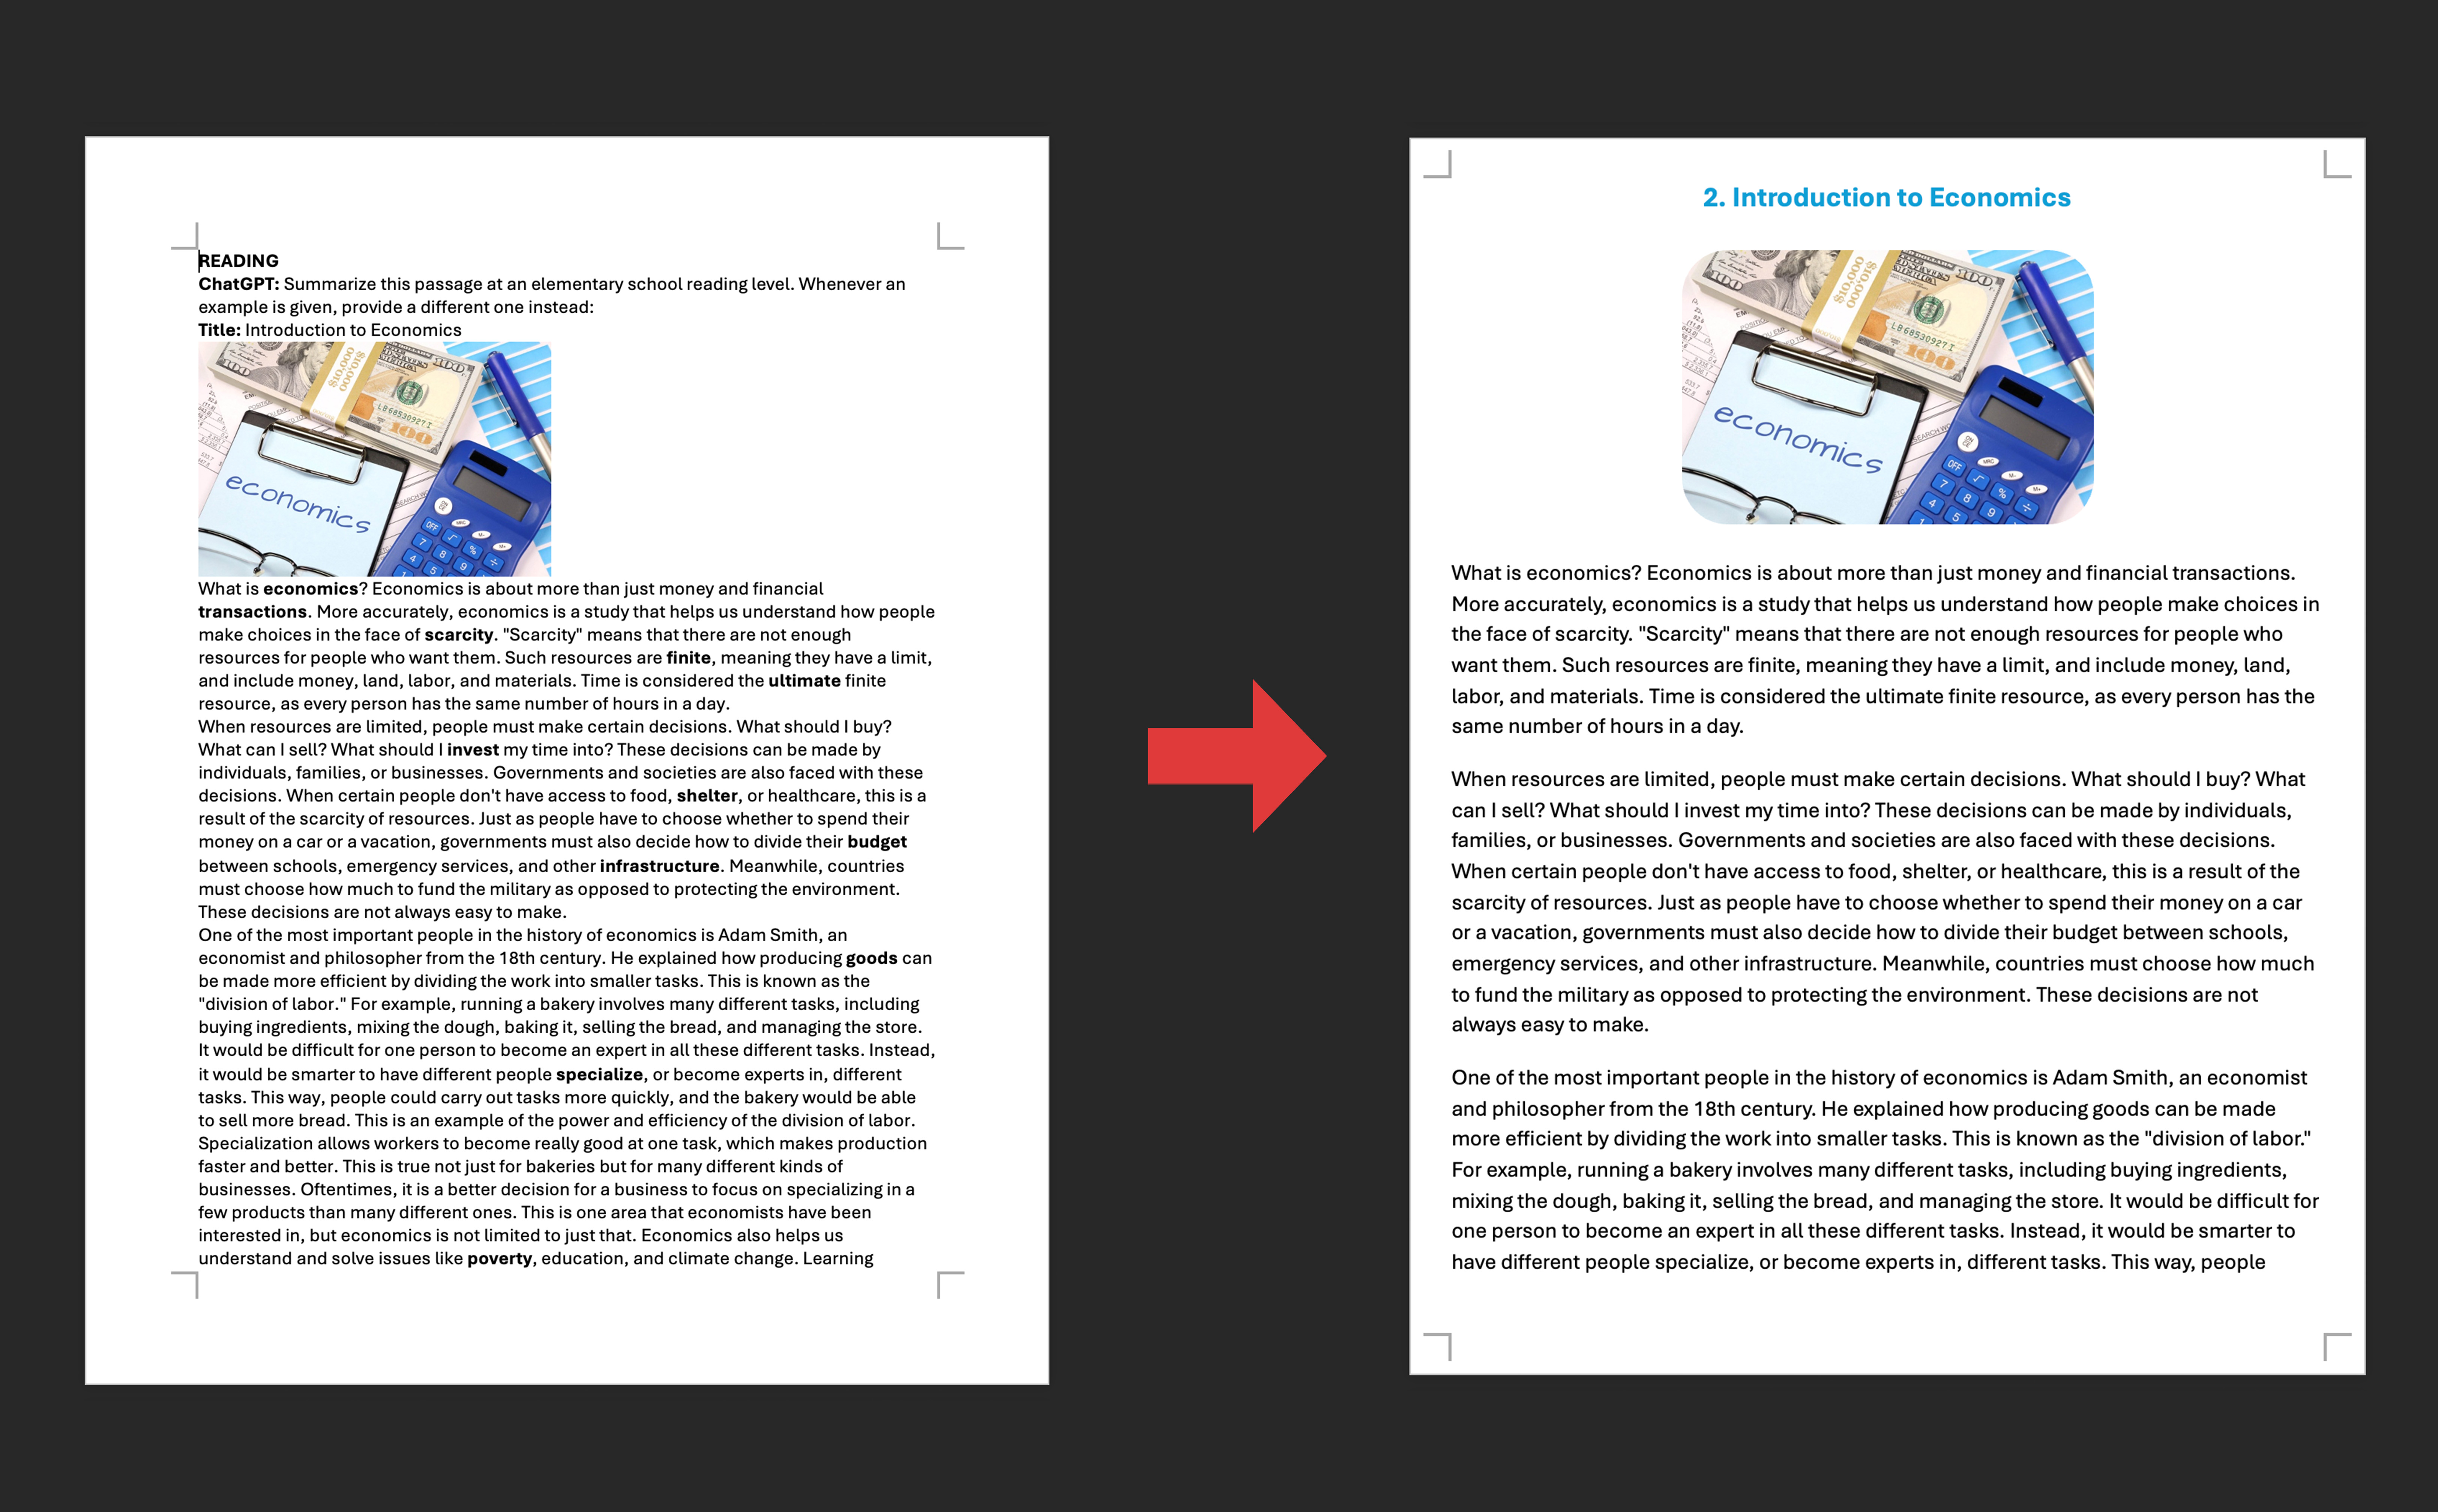 READING
ChatGPT: Summarize this passage at an elementary school reading level. Whenever an
example is given, provide a different one instead:
Title: Introduction to Economics
$10,000
000,01$
100
100
LB68530927I
100
economics
OFF
MRC
M-
M+
7
8
9
4
5
6
What is economics? Economics is about more than just money and financial
transactions. More accurately, economics is a study that helps us understand how people
make choices in the face of scarcity. "Scarcity" means that there are not enough
resources for people who want them. Such resources are finite, meaning they have a limit,
and include money, land, labor, and materials. Time is considered the ultimate finite
resource, as every person has the same number of hours in a day.
When resources are limited, people must make certain decisions. What should I buy?
What can I sell? What should I invest my time into? These decisions can be made by
individuals, families, or businesses. Governments and societies are also faced with these
decisions. When certain people don't have access to food, shelter, or healthcare, this is a
result of the scarcity of resources. Just as people have to choose whether to spend their
money on a car or a vacation, governments must also decide how to divide their budget
between schools, emergency services, and other infrastructure. Meanwhile, countries
must choose how much to fund the military as opposed to protecting the environment.
These decisions are not always easy to make.
One of the most important people in the history of economics is Adam Smith, an
economist and philosopher from the 18th century. He explained how producing goods can
be made more efficient by dividing the work into smaller tasks. This is known as the
"division of labor." For example, running a bakery involves many different tasks, including
buying ingredients, mixing the dough, baking it, selling the bread, and managing the store.
It would be difficult for one person to become an expert in all these different tasks. Instead,
it would be smarter to have different people specialize, or become experts in, different
tasks. This way, people could carry out tasks more quickly, and the bakery would be able
to sell more bread. This is an example of the power and efficiency of the division of labor.
Specialization allows workers to become really good at one task, which makes production
faster and better. This is true not just for bakeries but for many different kinds of
businesses. Oftentimes, it is a better decision for a business to focus on specializing in a
few products than many different ones. This is one area that economists have been
interested in, but economics is not limited to just that. Economics also helps us
understand and solve issues like poverty, education, and climate change. Learning
2. Introduction to Economics
$10,000
000,01$
100
100
LB68530927I
100
economics
OFF
MRC
M-
M+
7
8
9
4
5
6
What is economics? Economics is about more than just money and financial transactions.
More accurately, economics is a study that helps us understand how people make choices in
the face of scarcity. "Scarcity" means that there are not enough resources for people who
want them. Such resources are finite, meaning they have a limit, and include money, land,
labor, and materials. Time is considered the ultimate finite resource, as every person has the
same number of hours in a day.
When resources are limited, people must make certain decisions. What should I buy? What
can I sell? What should I invest my time into? These decisions can be made by individuals,
families, or businesses. Governments and societies are also faced with these decisions.
When certain people don't have access to food, shelter, or healthcare, this is a result of the
scarcity of resources. Just as people have to choose whether to spend their money on a car
or a vacation, governments must also decide how to divide their budget between schools,
emergency services, and other infrastructure. Meanwhile, countries must choose how much
to fund the military as opposed to protecting the environment. These decisions are not
always easy to make.
One of the most important people in the history of economics is Adam Smith, an economist
and philosopher from the 18th century. He explained how producing goods can be made
more efficient by dividing the work into smaller tasks. This is known as the "division of labor."
For example, running a bakery involves many different tasks, including buying ingredients,
mixing the dough, baking it, selling the bread, and managing the store. It would be difficult for
one person to become an expert in all these different tasks. Instead, it would be smarter to
have different people specialize, or become experts in, different tasks. This way, people